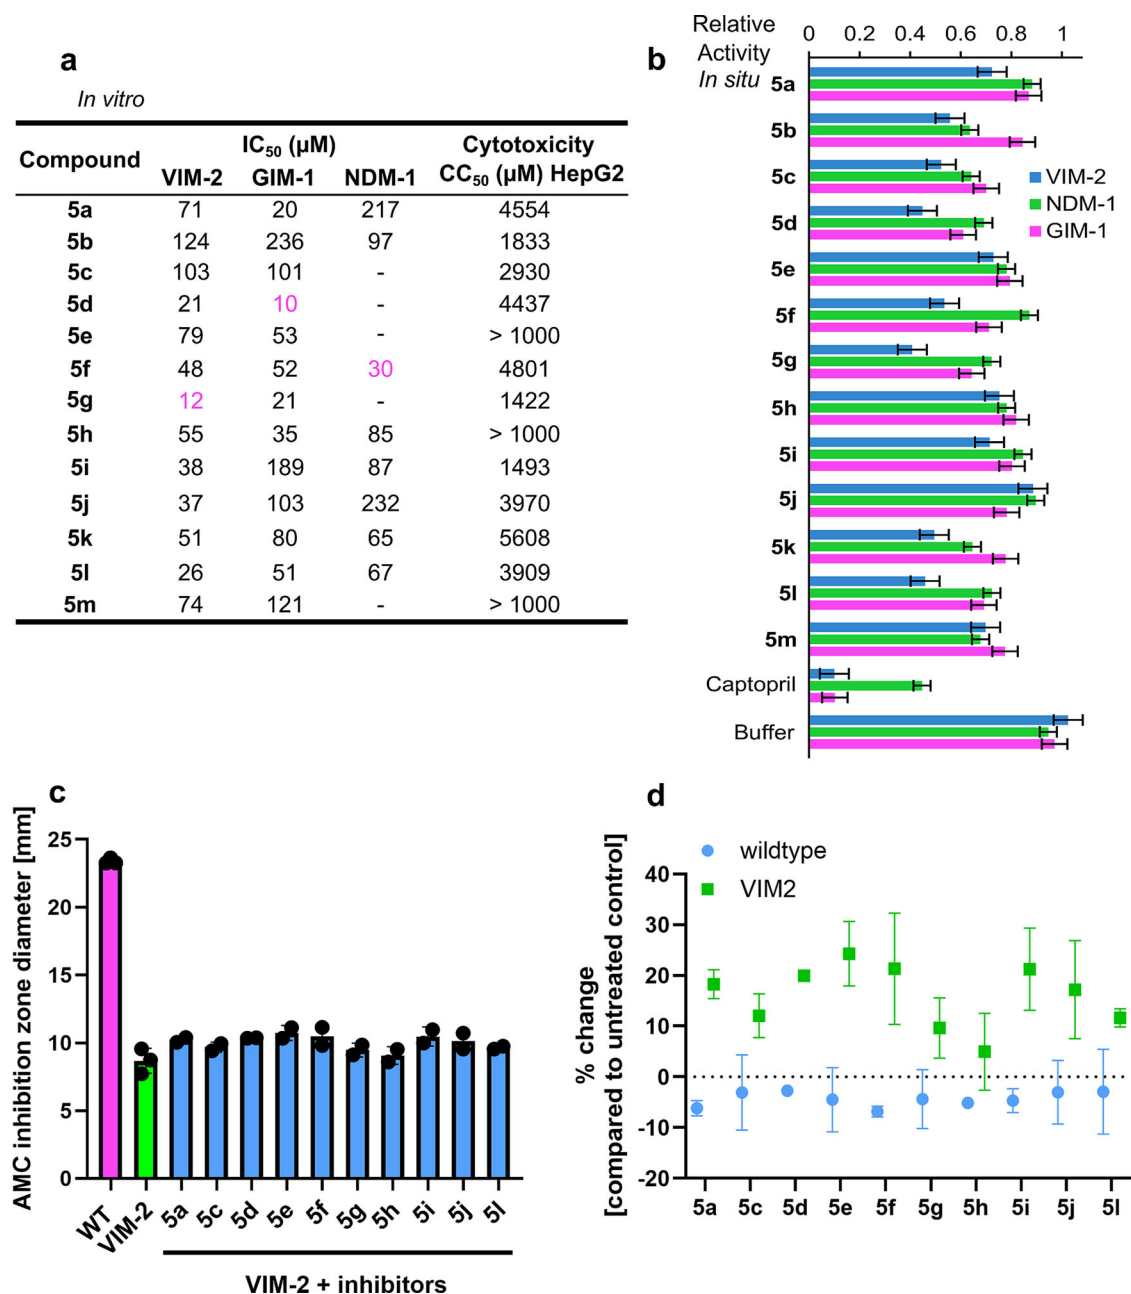 a
In vitro
Compound IC50 (µM) Cytotoxicity
VIM-2 GIM-1 NDM-1 CC50 (µM) HepG2
5a 71 20 217 4554
5b 124 236 97 1833
5c 103 101 - 2930
5d 21 10 - 4437
5e 79 53 - > 1000
5f 48 52 30 4801
5g 12 21 - 1422
5h 55 35 85 > 1000
5i 38 189 87 1493
5j 37 103 232 3970
5k 51 80 65 5608
5l 26 51 67 3909
5m 74 121 - > 1000
b
Relative
Activity
In situ
0 0.2 0.4 0.6 0.8 1
5a
5b
5c
5d
5e
5f
5g
5h
5i
5j
5k
5l
5m
Captopril
Buffer
VIM-2
NDM-1
GIM-1
c
AMC inhibition zone diameter [mm]
25
20
15
10
5
0
WT VIM-2 5a 5c 5d 5e 5f 5g 5h 5i 5j 5l
VIM-2 + inhibitors
d
wildtype
VIM2
% change
[compared to untreated control]
40
30
20
10
0
-10
-20
5a 5c 5d 5e 5f 5g 5h 5i 5j 5l